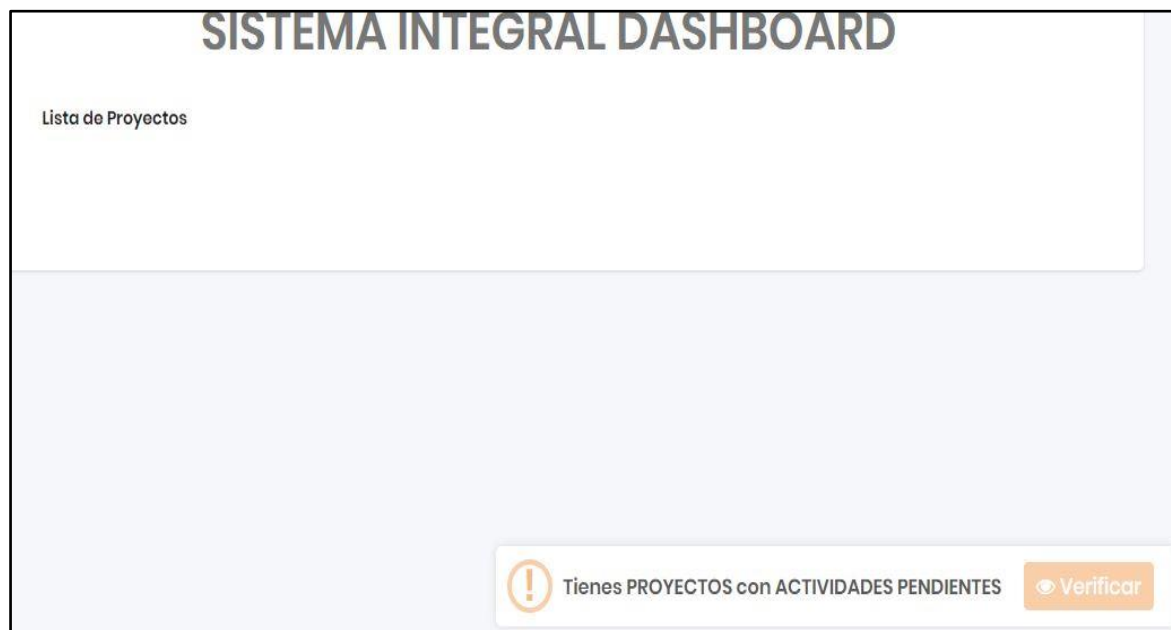 SISTEMA INTEGRAL DASHBOARD
Lista de Proyectos
Tienes PROYECTOS con ACTIVIDADES PENDIENTES
Verificar